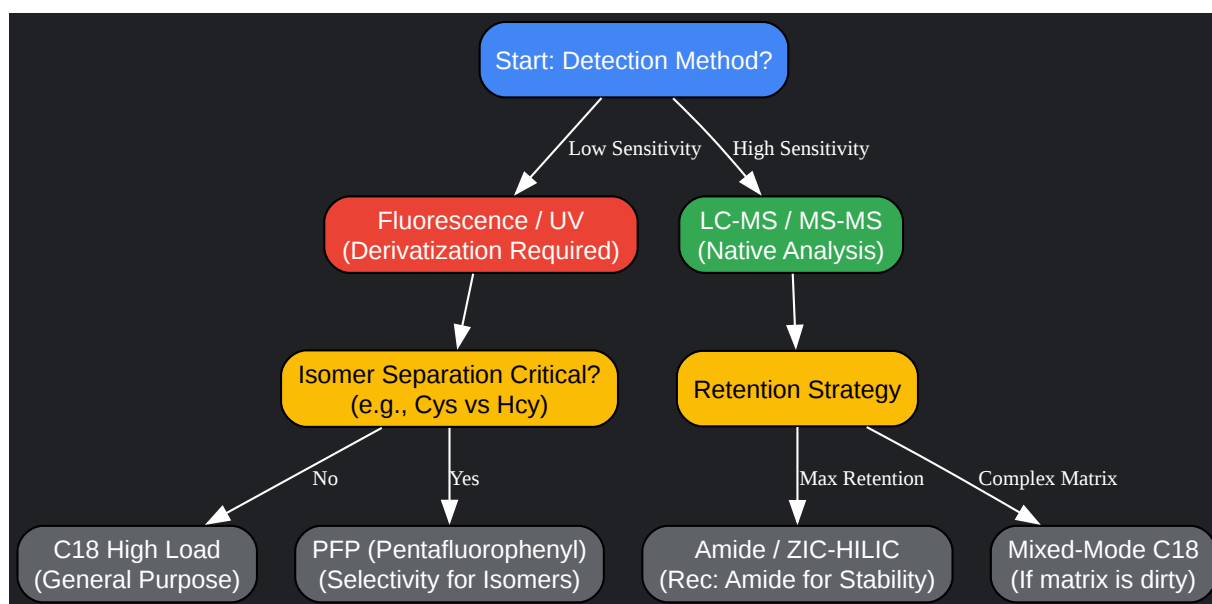 Start: Detection Method?
Low Sensitivity
High Sensitivity
Fluorescence / UV
(Derivatization Required)
LC-MS / MS-MS
(Native Analysis)
Isomer Separation Critical?
(e.g., Cys vs Hcy)
Retention Strategy
No
Yes
Max Retention
Complex Matrix
C18 High Load
(General Purpose)
PFP (Pentafluorophenyl)
(Selectivity for Isomers)
Amide / ZIC-HILIC
(Rec: Amide for Stability)
Mixed-Mode C18
(If matrix is dirty)